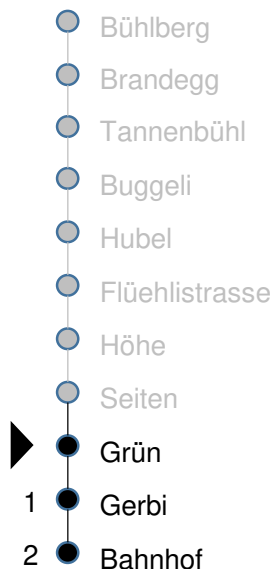 Bühlberg
Brandegg
Tannenbühl
Buggeli
Hubel
Flüehlistrasse
Höhe
Seiten
Grün
1 Gerbi
2 Bahnhof